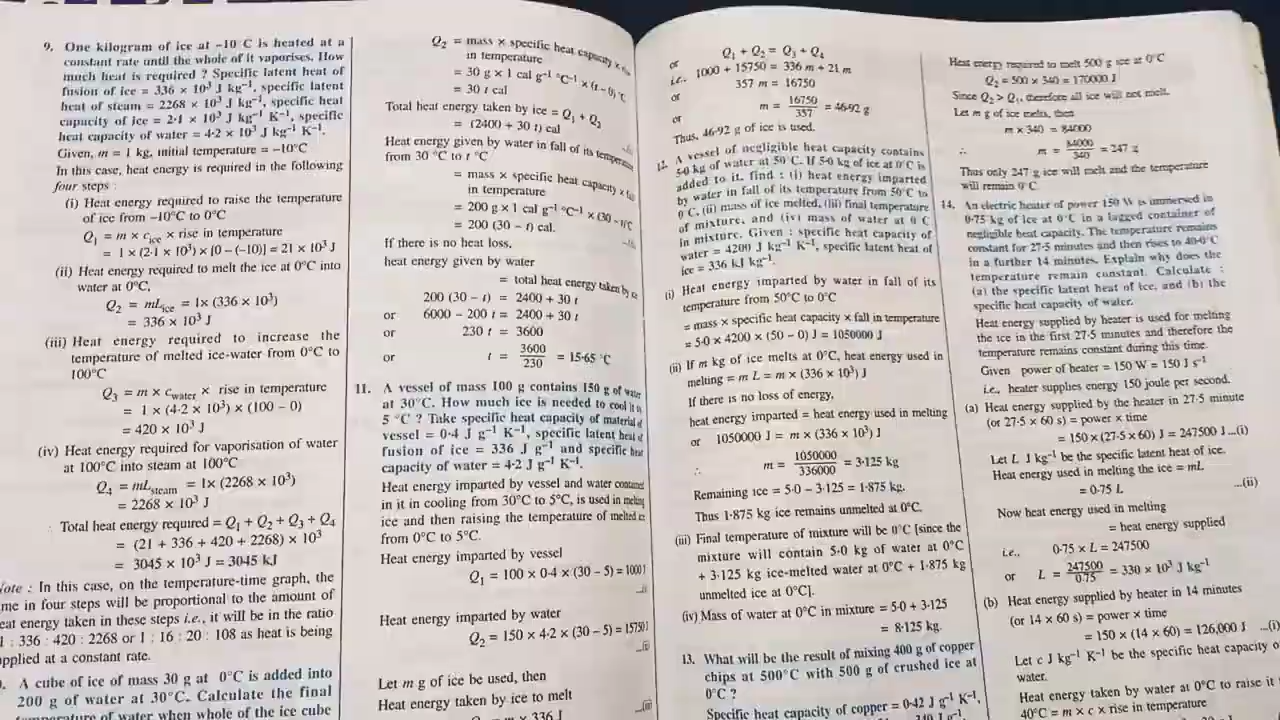 9. One kilogram of ice at -10°C is heated at a
constant rate until the whole of it vaporises. How
much heat is required ? Specific latent heat of
fusion of ice = 336 × 10³ J kg⁻¹, specific latent
heat of steam = 2268 × 10³ J kg⁻¹, specific heat
capacity of ice = 2·1 × 10³ J kg⁻¹ K⁻¹, specific
heat capacity of water = 4·2 × 10³ J kg⁻¹ K⁻¹.
Given, m = 1 kg, initial temperature = –10°C
In this case, heat energy is required in the following
four steps :
(i) Heat energy required to raise the temperature
of ice from –10°C to 0°C
Q₁ = m × c_ice × rise in temperature
= 1 × (2·1 × 10³) × [0 – (–10)] = 21 × 10³ J
(ii) Heat energy required to melt the ice at 0°C into
water at 0°C,
Q₂ = mL_ice = 1× (336 × 10³)
= 336 × 10³ J
(iii) Heat energy required to increase the
temperature of melted ice-water from 0°C to
100°C
Q₃ = m × c_water × rise in temperature
= 1 × (4·2 × 10³) × (100 – 0)
= 420 × 10³ J
(iv) Heat energy required for vaporisation of water
at 100°C into steam at 100°C
Q₄ = mL_steam = 1× (2268 × 10³)
= 2268 × 10³ J
Total heat energy required = Q₁ + Q₂ + Q₃ + Q₄
= (21 + 336 + 420 + 2268) × 10³
= 3045 × 10³ J = 3045 kJ
ote : In this case, on the temperature-time graph, the
me in four steps will be proportional to the amount of
eat energy taken in these steps i.e., it will be in the ratio
1 : 336 : 420 : 2268 or 1 : 16 : 20 : 108 as heat is being
pplied at a constant rate.
. A cube of ice of mass 30 g at 0°C is added into
200 g of water at 30°C. Calculate the final
temperature of water when whole of the ice cube
Q₂ = mass × specific heat capacity ×
in temperature
= 30 g × 1 cal g⁻¹ °C⁻¹ × (t – 0) °C
= 30 t cal
Total heat energy taken by ice = Q₁ + Q₂
= (2400 + 30 t) cal
Heat energy given by water in fall of its temperature
from 30 °C to t °C
= mass × specific heat capacity ×
in temperature
= 200 g × 1 cal g⁻¹ °C⁻¹ × (30 – t)°C
= 200 (30 – t) cal.
If there is no heat loss,
heat energy given by water
= total heat energy taken by
200 (30 – t) = 2400 + 30 t
or 6000 – 200 t = 2400 + 30 t
or 230 t = 3600
or t = 3600/230 = 15·65 °C
11. A vessel of mass 100 g contains 150 g of water
at 30°C. How much ice is needed to cool it to
5 °C ? Take specific heat capacity of material of
vessel = 0·4 J g⁻¹ K⁻¹, specific latent heat of
fusion of ice = 336 J g⁻¹ and specific heat
capacity of water = 4·2 J g⁻¹ K⁻¹.
Heat energy imparted by vessel and water contained
in it in cooling from 30°C to 5°C, is used in melting
ice and then raising the temperature of melted ice
from 0°C to 5°C.
Heat energy imparted by vessel
Q₁ = 100 × 0·4 × (30 – 5) = 1000 J
Heat energy imparted by water
Q₂ = 150 × 4·2 × (30 – 5) = 15750 J
Let m g of ice be used, then
Heat energy taken by ice to melt
= m × 336 J
or Q₁ + Q₂ = Q₃ + Q₄
i.e., 1000 + 15750 = 336 m + 21 m
or 357 m = 16750
or m = 16750/357 = 46·92 g
Thus, 46·92 g of ice is used.
12. A vessel of negligible heat capacity contains
5·0 kg of water at 50°C. If 5·0 kg of ice at 0°C is
added to it, find : (i) heat energy imparted
by water in fall of its temperature from 50°C to
0°C, (ii) mass of ice melted, (iii) final temperature
of mixture, and (iv) mass of water at 0°C
in mixture. Given : specific heat capacity of
water = 4200 J kg⁻¹ K⁻¹, specific latent heat of
ice = 336 kJ kg⁻¹.
(i) Heat energy imparted by water in fall of its
temperature from 50°C to 0°C
= mass × specific heat capacity × fall in temperature
= 5·0 × 4200 × (50 – 0) J = 1050000 J
(ii) If m kg of ice melts at 0°C, heat energy used in
melting = m L = m × (336 × 10³) J
If there is no loss of energy,
heat energy imparted = heat energy used in melting
or 1050000 J = m × (336 × 10³) J
∴ m = 1050000/336000 = 3·125 kg
Remaining ice = 5·0 – 3·125 = 1·875 kg.
Thus 1·875 kg ice remains unmelted at 0°C.
(iii) Final temperature of mixture will be 0°C [since the
mixture will contain 5·0 kg of water at 0°C
+ 3·125 kg ice-melted water at 0°C + 1·875 kg
unmelted ice at 0°C].
(iv) Mass of water at 0°C in mixture = 5·0 + 3·125
= 8·125 kg.
13. What will be the result of mixing 400 g of copper
chips at 500°C with 500 g of crushed ice at
0°C ?
Specific heat capacity of copper = 0·42 J g⁻¹ K⁻¹,
340 J g⁻¹.
Heat energy required to melt 500 g ice at 0°C
Q₂ = 500 × 340 = 170000 J
Since Q₂ > Q₁, therefore all ice will not melt.
Let m g of ice melts, then
m × 340 = 84000
∴ m = 84000/340 = 247 g
Thus only 247 g ice will melt and the temperature
will remain 0°C.
14. An electric heater of power 150 W is immersed in
0·75 kg of ice at 0°C in a lagged container of
negligible heat capacity. The temperature remains
constant for 27·5 minutes and then rises to 40·0°C
in a further 14 minutes. Explain why does the
temperature remain constant. Calculate :
(a) the specific latent heat of ice, and (b) the
specific heat capacity of water.
Heat energy supplied by heater is used for melting
the ice in the first 27·5 minutes and therefore the
temperature remains constant during this time.
Given power of heater = 150 W = 150 J s⁻¹
i.e., heater supplies energy 150 joule per second.
(a) Heat energy supplied by the heater in 27·5 minute
(or 27·5 × 60 s) = power × time
= 150 × (27·5 × 60) J = 247500 J ...(i)
Let L J kg⁻¹ be the specific latent heat of ice.
Heat energy used in melting the ice = mL
= 0·75 L ...(ii)
Now heat energy used in melting
= heat energy supplied
i.e., 0·75 × L = 247500
or L = 247500/0·75 = 330 × 10³ J kg⁻¹
(b) Heat energy supplied by heater in 14 minutes
(or 14 × 60 s) = power × time
= 150 × (14 × 60) = 126,000 J ...(i)
Let c J kg⁻¹ K⁻¹ be the specific heat capacity o
water.
Heat energy taken by water at 0°C to raise it
40°C = m × c × rise in temperature